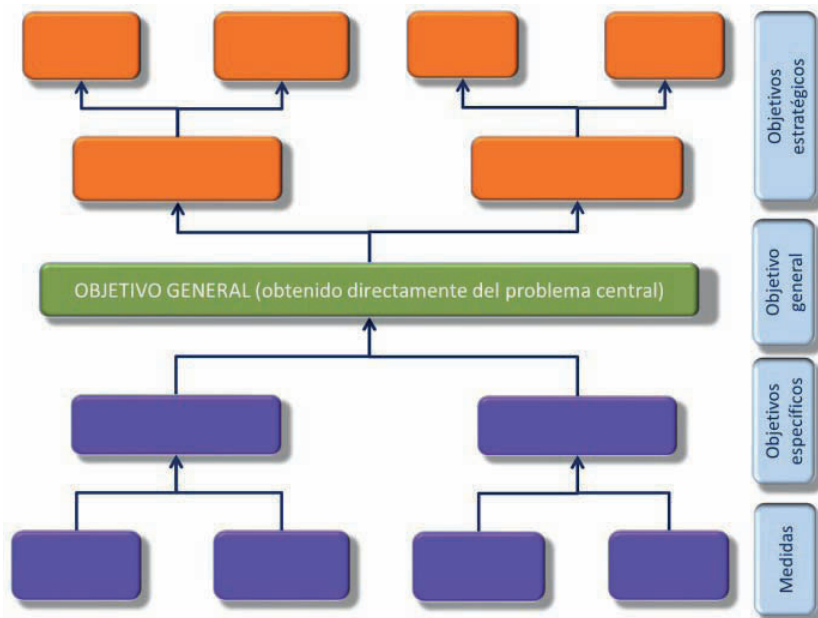 Objetivos
estratégicos
OBJETIVO GENERAL (obtenido directamente del problema central)
Objetivo
general
Objetivos
específicos
Medidas